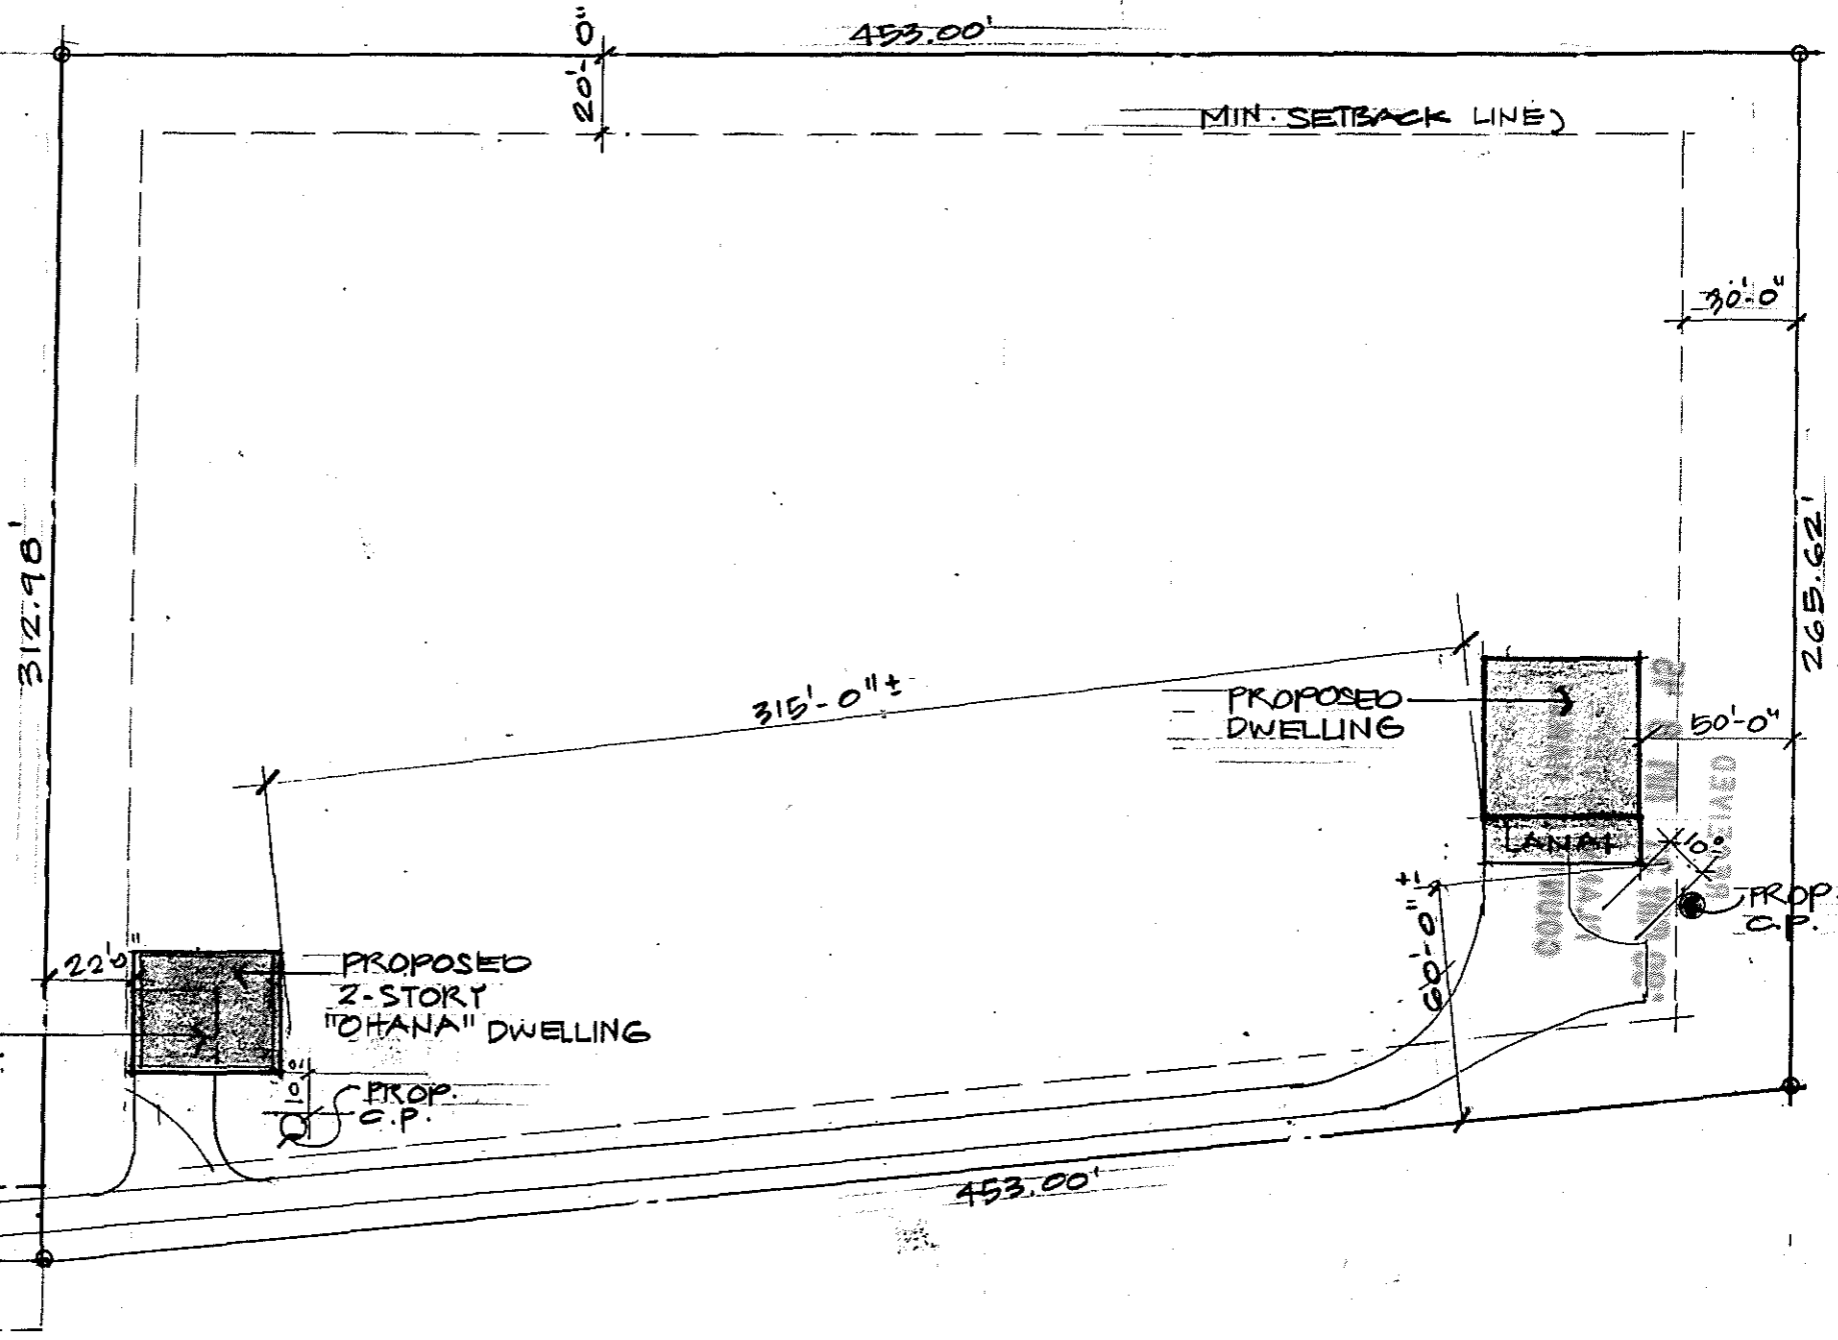 453.00'
20'-0"
MIN. SETBACK LINE
30'-0"
312.98'
265.62'
315'-0"±
PROPOSED
DWELLING
50'-0"
LANAI
10'
PROP.
C.P.
60'-0"±
22'-0"
PROPOSED
2-STORY
"OHANA" DWELLING
10'
PROP.
C.P.
453.00'